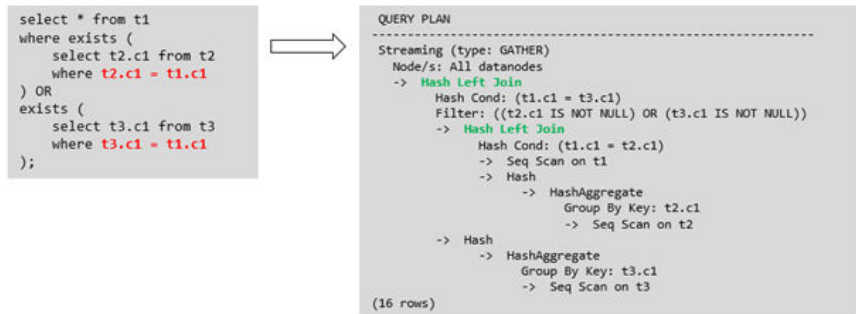 select * from t1
where exists (
select t2.c1 from t2
where t2.c1 = t1.c1
) OR
exists (
select t3.c1 from t3
where t3.c1 = t1.c1
);
QUERY PLAN
----------------------------------------------------------------
Streaming (type: GATHER)
Node/s: All datanodes
-> Hash Left Join
Hash Cond: (t1.c1 = t3.c1)
Filter: ((t2.c1 IS NOT NULL) OR (t3.c1 IS NOT NULL))
-> Hash Left Join
Hash Cond: (t1.c1 = t2.c1)
-> Seq Scan on t1
-> Hash
-> HashAggregate
Group By Key: t2.c1
-> Seq Scan on t2
-> Hash
-> HashAggregate
Group By Key: t3.c1
-> Seq Scan on t3
(16 rows)